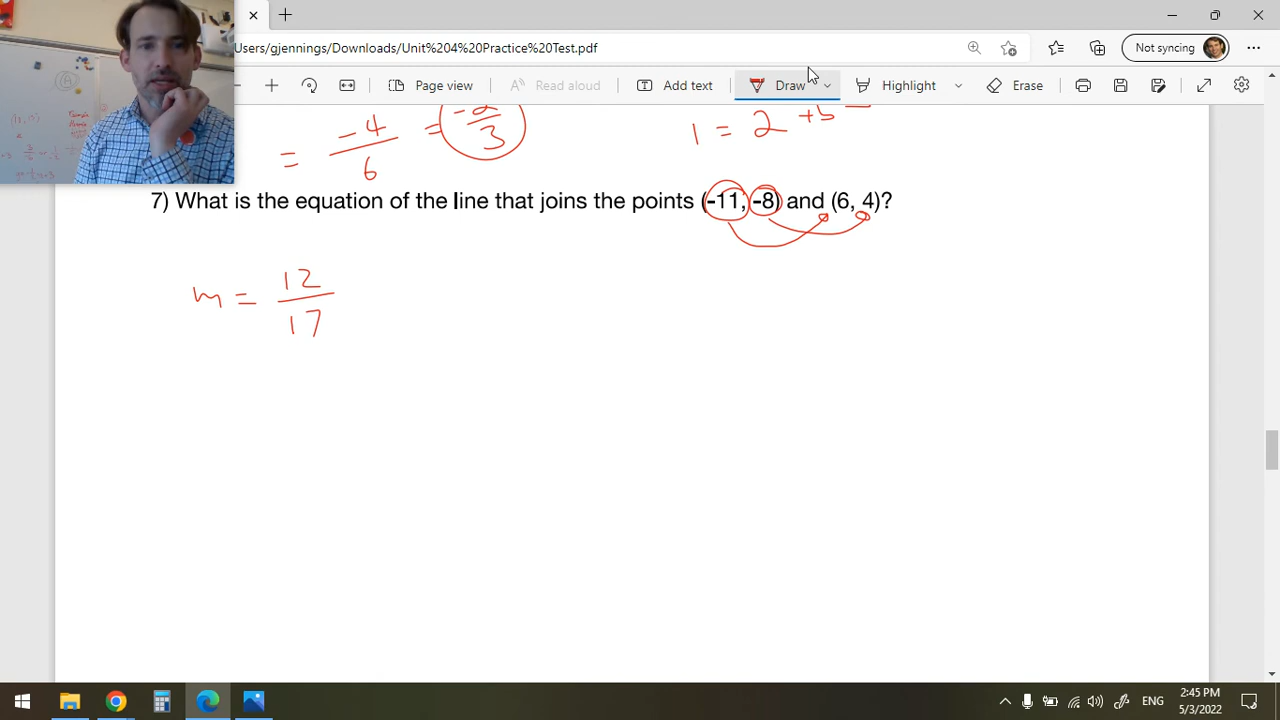 Users/gjennings/Downloads/Unit%204%20Practice%20Test.pdf
Not syncing
Page view
Read aloud
Add text
Draw
Highlight
Erase
= -4/6 = -2/3
1 = 2 +b
7) What is the equation of the line that joins the points (-11, -8) and (6, 4)?
m = 12/17
ENG
2:45 PM
5/3/2022